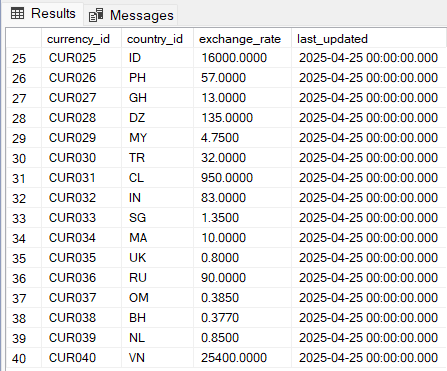 Results Messages
currency_id country_id exchange_rate last_updated
25 CUR025 ID 16000.0000 2025-04-25 00:00:00.000
26 CUR026 PH 57.0000 2025-04-25 00:00:00.000
27 CUR027 GH 13.0000 2025-04-25 00:00:00.000
28 CUR028 DZ 135.0000 2025-04-25 00:00:00.000
29 CUR029 MY 4.7500 2025-04-25 00:00:00.000
30 CUR030 TR 32.0000 2025-04-25 00:00:00.000
31 CUR031 CL 950.0000 2025-04-25 00:00:00.000
32 CUR032 IN 83.0000 2025-04-25 00:00:00.000
33 CUR033 SG 1.3500 2025-04-25 00:00:00.000
34 CUR034 MA 10.0000 2025-04-25 00:00:00.000
35 CUR035 UK 0.8000 2025-04-25 00:00:00.000
36 CUR036 RU 90.0000 2025-04-25 00:00:00.000
37 CUR037 OM 0.3850 2025-04-25 00:00:00.000
38 CUR038 BH 0.3770 2025-04-25 00:00:00.000
39 CUR039 NL 0.8500 2025-04-25 00:00:00.000
40 CUR040 VN 25400.0000 2025-04-25 00:00:00.000